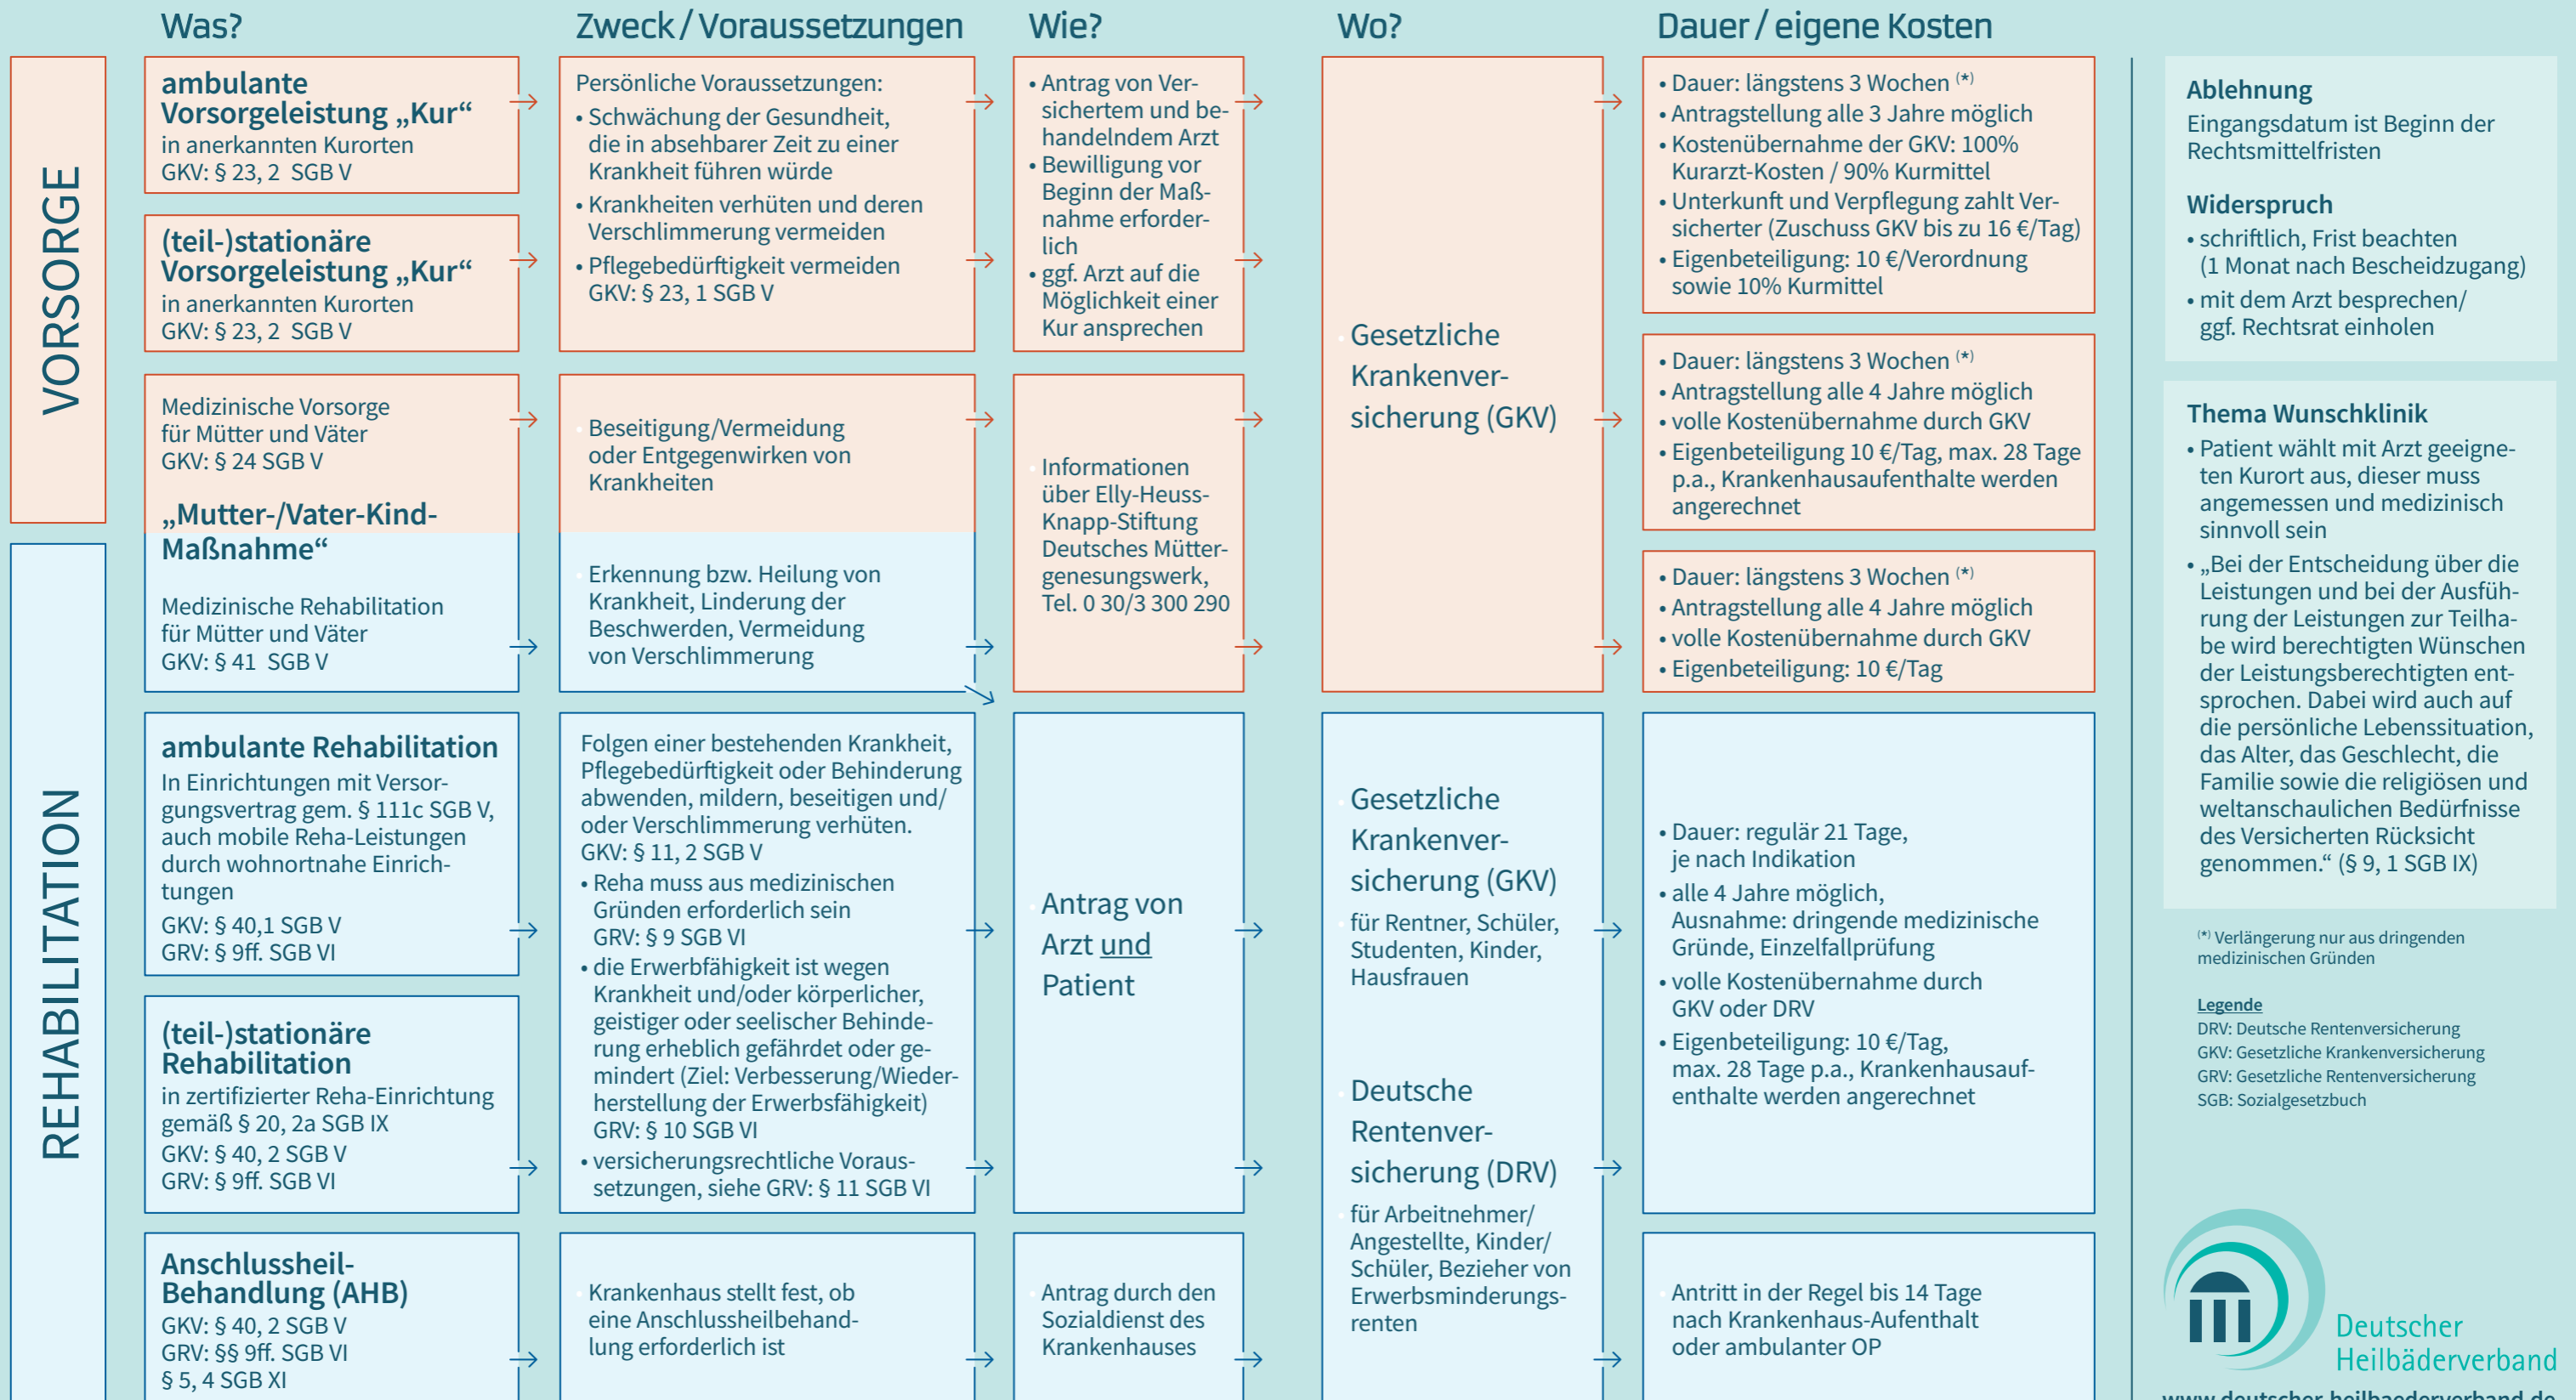 Was?
Zweck / Voraussetzungen
Wie?
Wo?
Dauer / eigene Kosten
VORSORGE
ambulante
Vorsorgeleistung „Kur“
in anerkannten Kurorten
GKV: § 23, 2 SGB V
(teil-)stationäre
Vorsorgeleistung „Kur“
in anerkannten Kurorten
GKV: § 23, 2 SGB V
Persönliche Voraussetzungen:
• Schwächung der Gesundheit,
die in absehbarer Zeit zu einer
Krankheit führen würde
• Krankheiten verhüten und deren
Verschlimmerung vermeiden
• Pflegebedürftigkeit vermeiden
GKV: § 23, 1 SGB V
• Antrag von Ver-
sichertem und be-
handelndem Arzt
• Bewilligung vor
Beginn der Maß-
nahme erforder-
lich
• ggf. Arzt auf die
Möglichkeit einer
Kur ansprechen
• Gesetzliche
Krankenver-
sicherung (GKV)
• Dauer: längstens 3 Wochen (*)
• Antragstellung alle 3 Jahre möglich
• Kostenübernahme der GKV: 100%
Kurarzt-Kosten / 90% Kurmittel
• Unterkunft und Verpflegung zahlt Ver-
sicherter (Zuschuss GKV bis zu 16 €/Tag)
• Eigenbeteiligung: 10 €/Verordnung
sowie 10% Kurmittel
Medizinische Vorsorge
für Mütter und Väter
GKV: § 24 SGB V
„Mutter-/Vater-Kind-
Maßnahme“
Medizinische Rehabilitation
für Mütter und Väter
GKV: § 41 SGB V
• Beseitigung/Vermeidung
oder Entgegenwirken von
Krankheiten
• Erkennung bzw. Heilung von
Krankheit, Linderung der
Beschwerden, Vermeidung
von Verschlimmerung
• Informationen
über Elly-Heuss-
Knapp-Stiftung
Deutsches Mütter-
genesungswerk,
Tel. 0 30/3 300 290
• Dauer: längstens 3 Wochen (*)
• Antragstellung alle 4 Jahre möglich
• volle Kostenübernahme durch GKV
• Eigenbeteiligung 10 €/Tag, max. 28 Tage
p.a., Krankenhausaufenthalte werden
angerechnet
• Dauer: längstens 3 Wochen (*)
• Antragstellung alle 4 Jahre möglich
• volle Kostenübernahme durch GKV
• Eigenbeteiligung: 10 €/Tag
REHABILITATION
ambulante Rehabilitation
In Einrichtungen mit Versor-
gungsvertrag gem. § 111c SGB V,
auch mobile Reha-Leistungen
durch wohnortnahe Einrich-
tungen
GKV: § 40,1 SGB V
GRV: § 9ff. SGB VI
(teil-)stationäre
Rehabilitation
in zertifizierter Reha-Einrichtung
gemäß § 20, 2a SGB IX
GKV: § 40, 2 SGB V
GRV: § 9ff. SGB VI
Folgen einer bestehenden Krankheit,
Pflegebedürftigkeit oder Behinderung
abwenden, mildern, beseitigen und/
oder Verschlimmerung verhüten.
GKV: § 11, 2 SGB V
• Reha muss aus medizinischen
Gründen erforderlich sein
GRV: § 9 SGB VI
• die Erwerbfähigkeit ist wegen
Krankheit und/oder körperlicher,
geistiger oder seelischer Behinde-
rung erheblich gefährdet oder ge-
mindert (Ziel: Verbesserung/Wieder-
herstellung der Erwerbsfähigkeit)
GRV: § 10 SGB VI
• versicherungsrechtliche Voraus-
setzungen, siehe GRV: § 11 SGB VI
• Antrag von
Arzt und
Patient
• Gesetzliche
Krankenver-
sicherung (GKV)
• für Rentner, Schüler,
Studenten, Kinder,
Hausfrauen
• Deutsche
Rentenver-
sicherung (DRV)
• für Arbeitnehmer/
Angestellte, Kinder/
Schüler, Bezieher von
Erwerbsminderungs-
renten
• Dauer: regulär 21 Tage,
je nach Indikation
• alle 4 Jahre möglich,
Ausnahme: dringende medizinische
Gründe, Einzelfallprüfung
• volle Kostenübernahme durch
GKV oder DRV
• Eigenbeteiligung: 10 €/Tag,
max. 28 Tage p.a., Krankenhausauf-
enthalte werden angerechnet
Anschlussheil-
Behandlung (AHB)
GKV: § 40, 2 SGB V
GRV: §§ 9ff. SGB VI
§ 5, 4 SGB XI
• Krankenhaus stellt fest, ob
eine Anschlussheilbehand-
lung erforderlich ist
• Antrag durch den
Sozialdienst des
Krankenhauses
• Antritt in der Regel bis 14 Tage
nach Krankenhaus-Aufenthalt
oder ambulanter OP
Ablehnung
Eingangsdatum ist Beginn der
Rechtsmittelfristen
Widerspruch
• schriftlich, Frist beachten
(1 Monat nach Bescheidzugang)
• mit dem Arzt besprechen/
ggf. Rechtsrat einholen
Thema Wunschklinik
• Patient wählt mit Arzt geeigne-
ten Kurort aus, dieser muss
angemessen und medizinisch
sinnvoll sein
• „Bei der Entscheidung über die
Leistungen und bei der Ausfüh-
rung der Leistungen zur Teilha-
be wird berechtigten Wünschen
der Leistungsberechtigten ent-
sprochen. Dabei wird auch auf
die persönliche Lebenssituation,
das Alter, das Geschlecht, die
Familie sowie die religiösen und
weltanschaulichen Bedürfnisse
des Versicherten Rücksicht
genommen.“ (§ 9, 1 SGB IX)
(*) Verlängerung nur aus dringenden
medizinischen Gründen
Legende
DRV: Deutsche Rentenversicherung
GKV: Gesetzliche Krankenversicherung
GRV: Gesetzliche Rentenversicherung
SGB: Sozialgesetzbuch
Deutscher
Heilbäderverband
www.deutscher-heilbaederverband.de